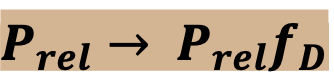 P_rel → P_rel f_D